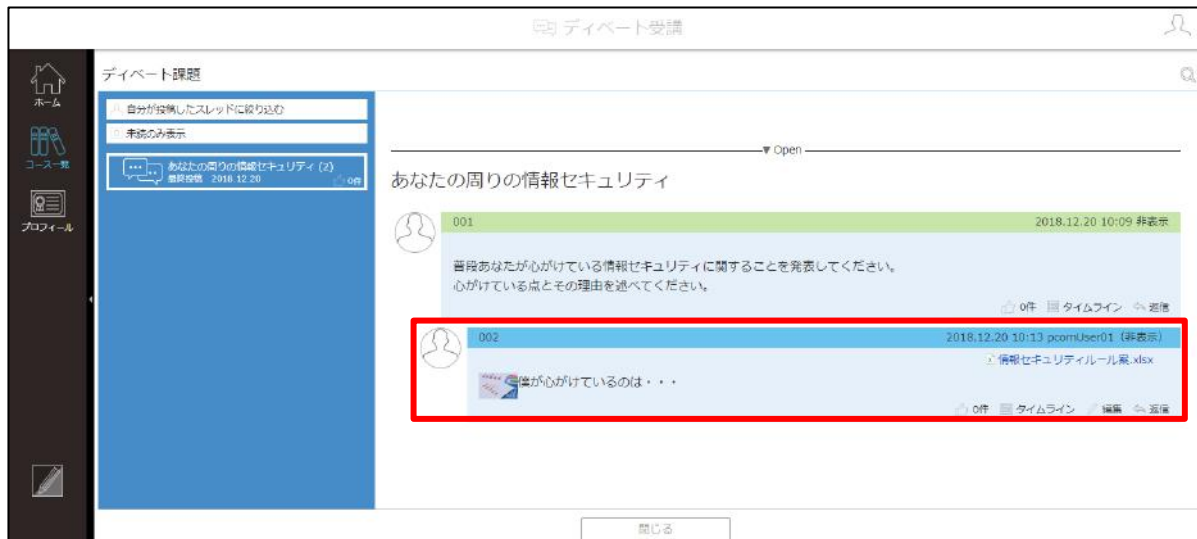 ディベート受講
ホーム
コース一覧
プロフィール
ディベート課題
自分が投稿したスレッドに絞り込む
未読のみ表示
あなたの周りの情報セキュリティ (2)
最終投稿 2018.12.20 0件
▼ Open
あなたの周りの情報セキュリティ
001 2018.12.20 10:09 非表示
普段あなたが心がけている情報セキュリティに関することを発表してください。
心がけている点とその理由を述べてください。
0件 タイムライン 返信
002 2018.12.20 10:13 pcomUser01 (非表示)
情報セキュリティルール案.xlsx
僕が心がけているのは・・・
0件 タイムライン 編集 返信
閉じる